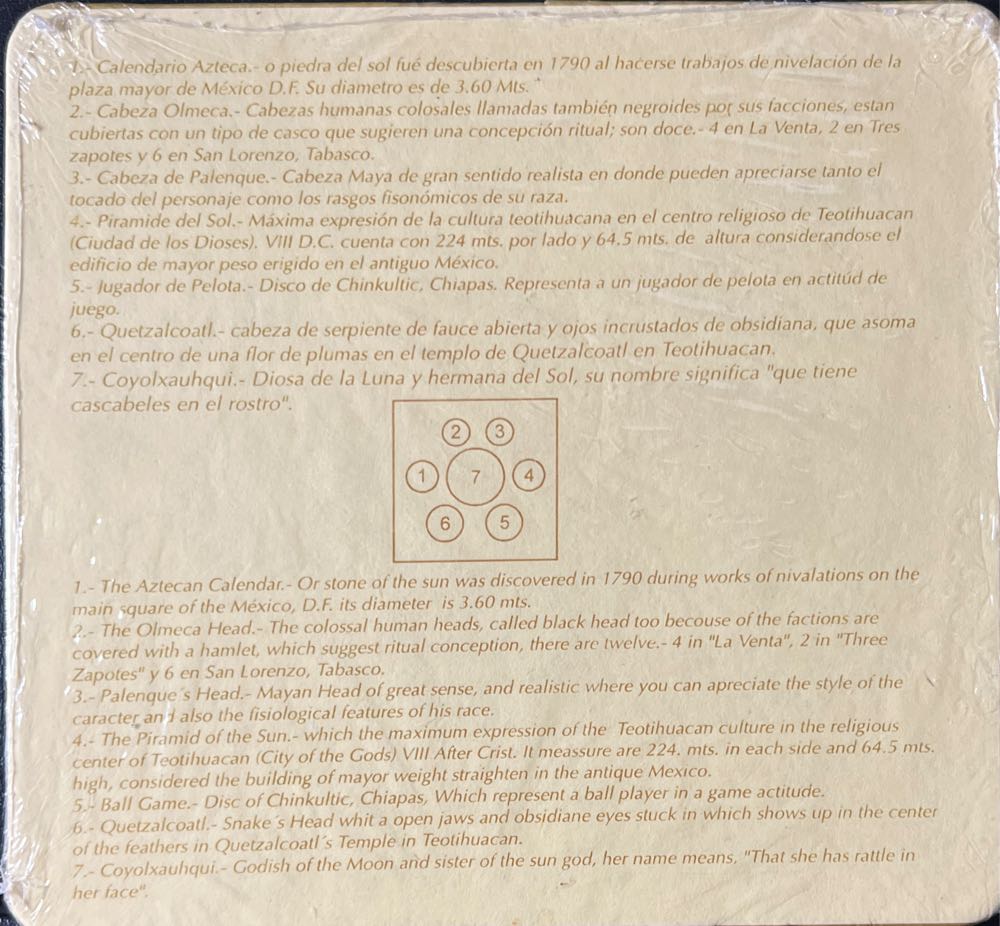 1.- Calendario Azteca.- o piedra del sol fué descubierta en 1790 al hacerse trabajos de nivelación de la
plaza mayor de México D.F. Su diametro es de 3.60 Mts.
2.- Cabeza Olmeca.- Cabezas humanas colosales llamadas también negroides por sus facciones, estan
cubiertas con un tipo de casco que sugieren una concepción ritual; son doce.- 4 en La Venta, 2 en Tres
zapotes y 6 en San Lorenzo, Tabasco.
3.- Cabeza de Palenque.- Cabeza Maya de gran sentido realista en donde pueden apreciarse tanto el
tocado del personaje como los rasgos fisonómicos de su raza.
4.- Piramide del Sol.- Máxima expresión de la cultura teotihuacana en el centro religioso de Teotihuacan
(Ciudad de los Dioses). VIII D.C. cuenta con 224 mts. por lado y 64.5 mts. de altura considerandose el
edificio de mayor peso erigido en el antiguo México.
5.- Jugador de Pelota.- Disco de Chinkultic, Chiapas. Representa a un jugador de pelota en actitúd de
juego.
6.- Quetzalcoatl.- cabeza de serpiente de fauce abierta y ojos incrustados de obsidiana, que asoma
en el centro de una flor de plumas en el templo de Quetzalcoatl en Teotihuacan.
7.- Coyolxauhqui.- Diosa de la Luna y hermana del Sol, su nombre significa "que tiene
cascabeles en el rostro".
2 3
1 7 4
6 5
1.- The Aztecan Calendar.- Or stone of the sun was discovered in 1790 during works of nivalations on the
main square of the México, D.F. its diameter is 3.60 mts.
2.- The Olmeca Head.- The colossal human heads, called black head too becouse of the factions are
covered with a hamlet, which suggest ritual conception, there are twelve.- 4 in "La Venta", 2 in "Three
Zapotes" y 6 en San Lorenzo, Tabasco.
3.- Palenque´s Head.- Mayan Head of great sense, and realistic where you can apreciate the style of the
caracter and also the fisiological features of his race.
4.- The Piramid of the Sun.- which the maximum expression of the Teotihuacan culture in the religious
center of Teotihuacan (City of the Gods) VIII After Crist. It meassure are 224. mts. in each side and 64.5 mts.
high, considered the building of mayor weight straighten in the antique Mexico.
5.- Ball Game.- Disc of Chinkultic, Chiapas, Which represent a ball player in a game actitude.
6.- Quetzalcoatl.- Snake´s Head whit a open jaws and obsidiane eyes stuck in which shows up in the center
of the feathers in Quetzalcoatl´s Temple in Teotihuacan.
7.- Coyolxauhqui.- Godish of the Moon and sister of the sun god, her name means, "That she has rattle in
her face".